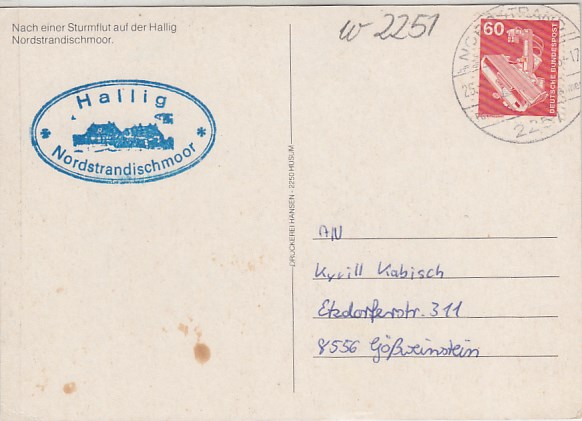 Nach einer Sturmflut auf der Hallig
Nordstrandischmoor.
w 2251
60
DEUTSCHE BUNDESPOST
Hallig
* Nordstrandischmoor *
DRUCKEREI HANSEN - 2250 HUSUM
AN
Kyrill Kabisch
Etzdorferstr. 311
8556 Gößweinstein